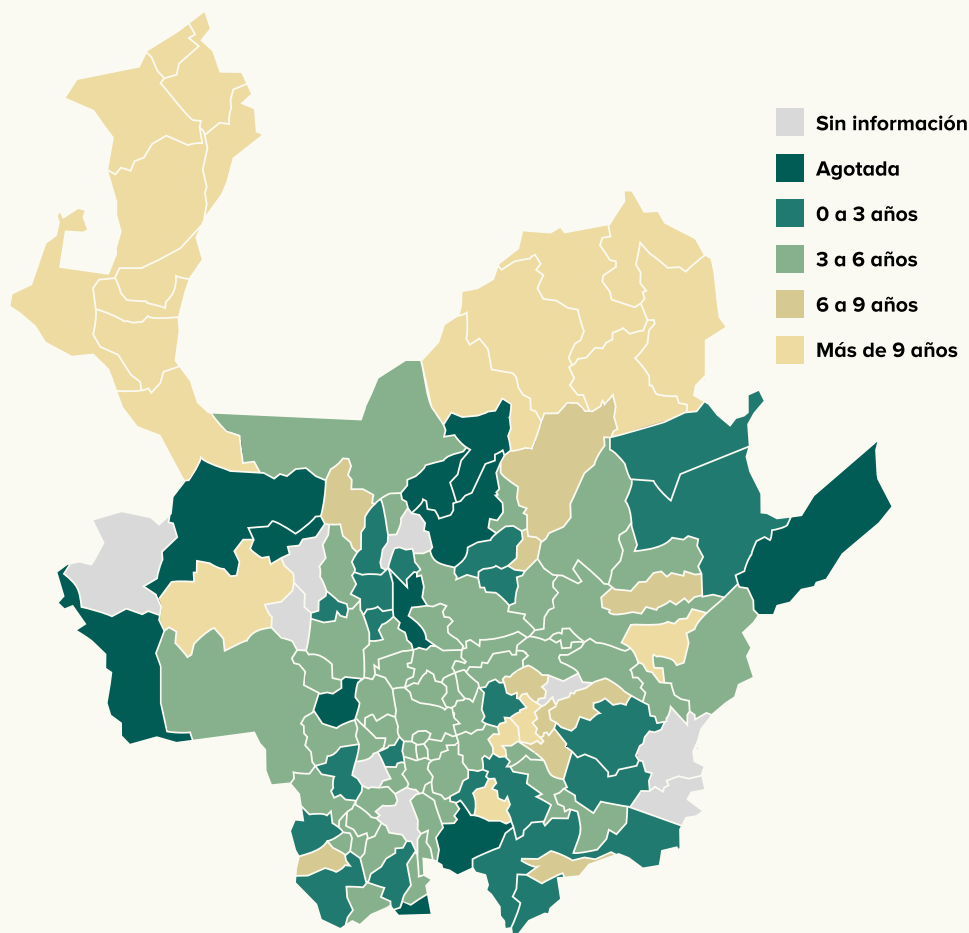 Sin información
Agotada
0 a 3 años
3 a 6 años
6 a 9 años
Más de 9 años